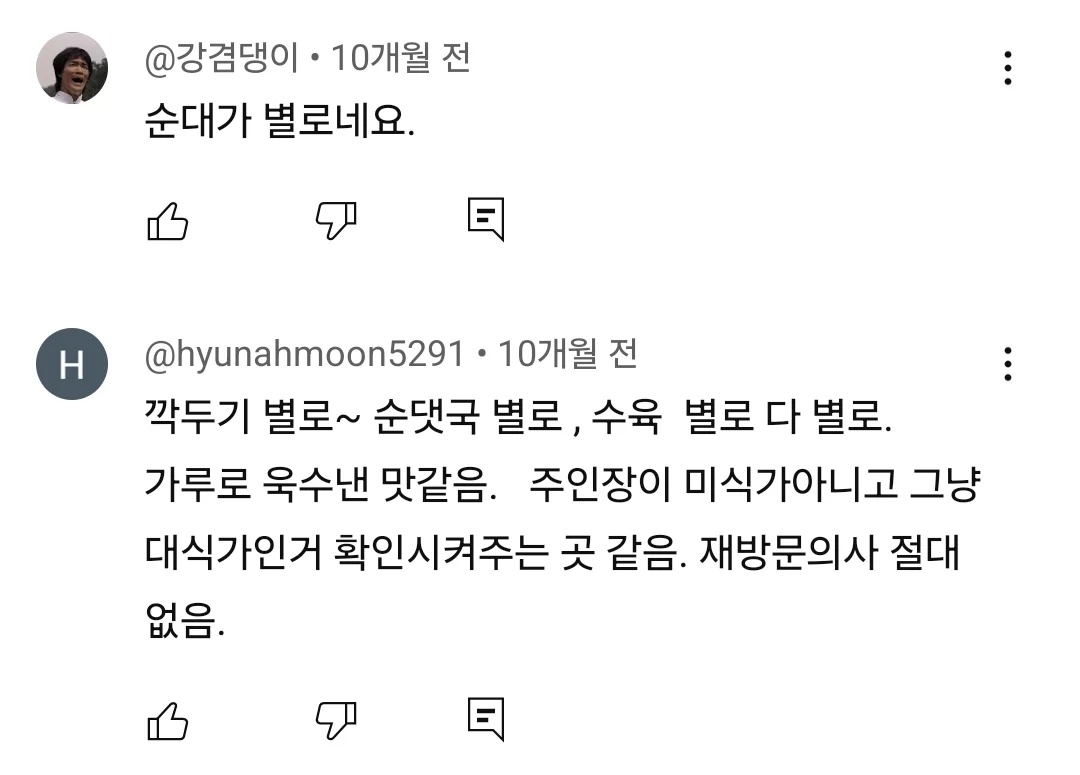 @강겸댕이 • 10개월 전
순대가 별로네요.
H
@hyunahmoon5291 • 10개월 전
깍두기 별로~ 순댓국 별로 , 수육  별로 다 별로.
가루로 욱수낸 맛같음.   주인장이 미식가아니고 그냥
대식가인거 확인시켜주는 곳 같음. 재방문의사 절대
없음.